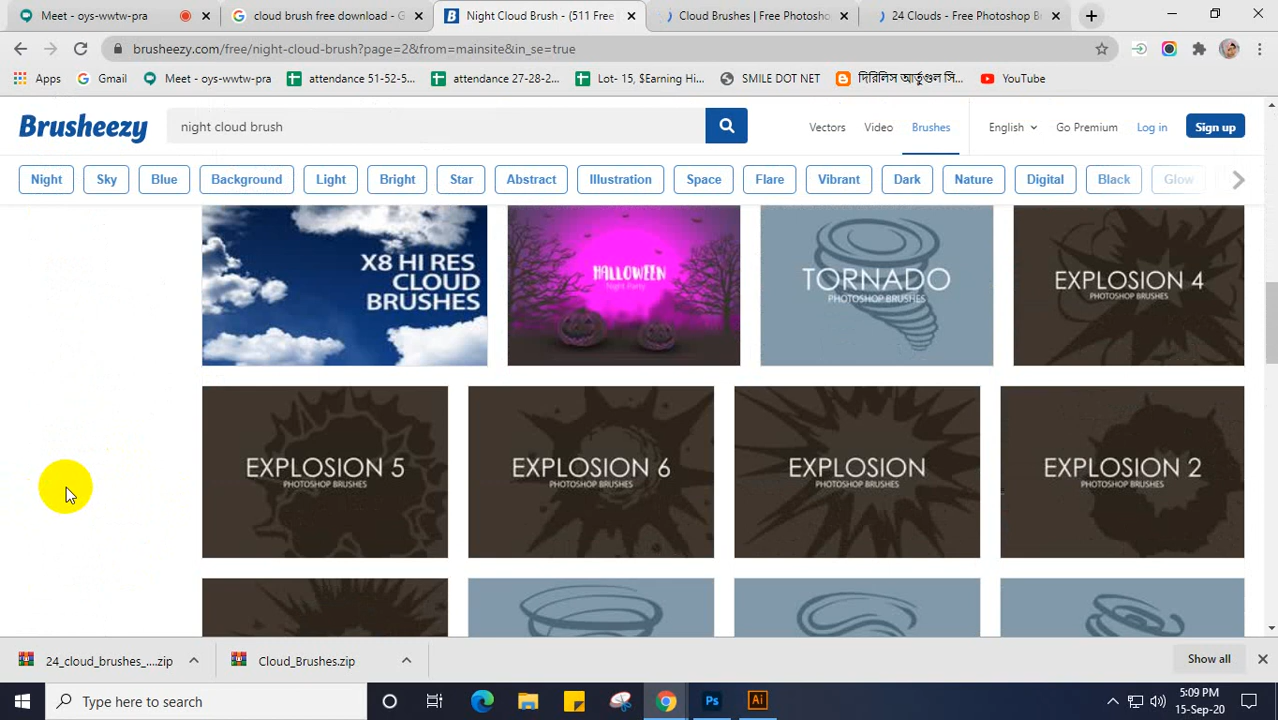 Meet - oys-wwtw-pra
cloud brush free download - G
Night Cloud Brush - (511 Free
Cloud Brushes | Free Photosho
24 Clouds - Free Photoshop Br
brusheezy.com/free/night-cloud-brush?page=2&from=mainsite&in_se=true
Apps
Gmail
Meet - oys-wwtw-pra
attendance 51-52-5...
attendance 27-28-2...
Lot- 15, $Earning Hi...
SMILE DOT NET
দিরিলিস আর্তুগুল সি...
YouTube
Brusheezy
night cloud brush
Vectors
Video
Brushes
English
Go Premium
Log in
Sign up
Night
Sky
Blue
Background
Light
Bright
Star
Abstract
Illustration
Space
Flare
Vibrant
Dark
Nature
Digital
Black
Glow
X8 HI RES
CLOUD
BRUSHES
HALLOWEEN
Night Party
TORNADO
PHOTOSHOP BRUSHES
EXPLOSION 4
PHOTOSHOP BRUSHES
EXPLOSION 5
PHOTOSHOP BRUSHES
EXPLOSION 6
PHOTOSHOP BRUSHES
EXPLOSION
PHOTOSHOP BRUSHES
EXPLOSION 2
PHOTOSHOP BRUSHES
24_cloud_brushes_....zip
Cloud_Brushes.zip
Show all
Type here to search
Ps
Ai
5:09 PM
15-Sep-20